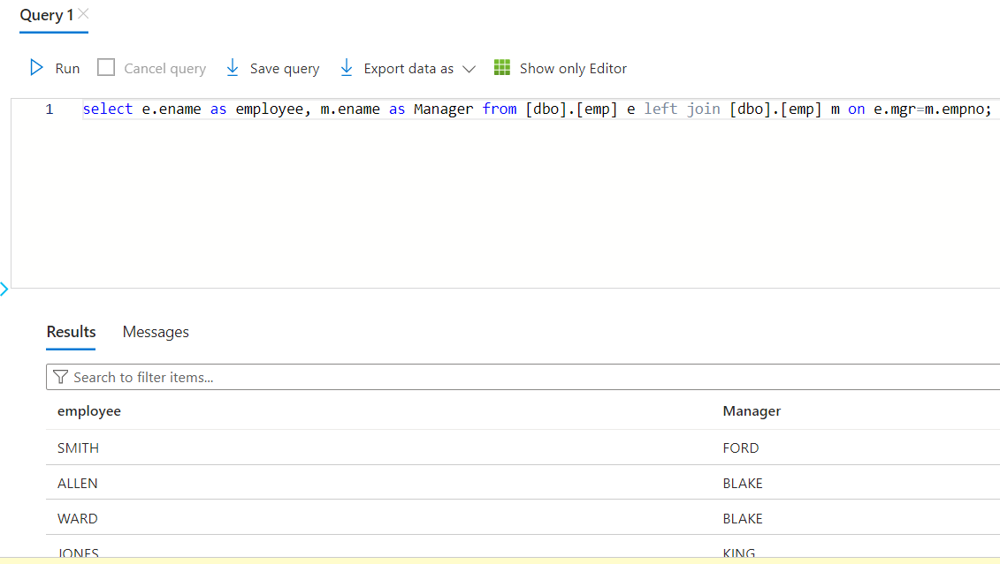 Query 1
Run Cancel query Save query Export data as Show only Editor
1 select e.ename as employee, m.ename as Manager from [dbo].[emp] e left join [dbo].[emp] m on e.mgr=m.empno;
Results Messages
Search to filter items...
employee Manager
SMITH FORD
ALLEN BLAKE
WARD BLAKE
JONES KING